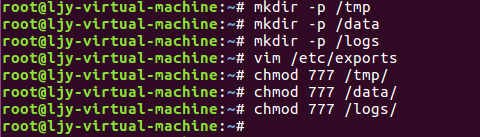 root@ljy-virtual-machine:~# mkdir -p /tmp
root@ljy-virtual-machine:~# mkdir -p /data
root@ljy-virtual-machine:~# mkdir -p /logs
root@ljy-virtual-machine:~# vim /etc/exports
root@ljy-virtual-machine:~# chmod 777 /tmp/
root@ljy-virtual-machine:~# chmod 777 /data/
root@ljy-virtual-machine:~# chmod 777 /logs/
root@ljy-virtual-machine:~#